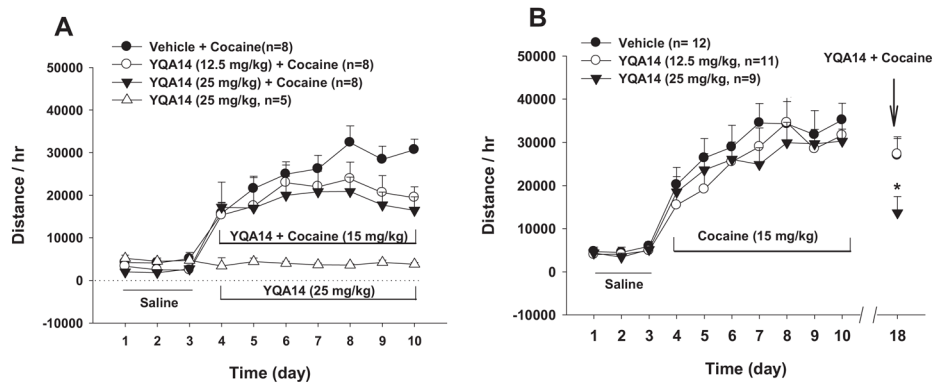 A
Vehicle + Cocaine(n=8)
YQA14 (12.5 mg/kg) + Cocaine (n=8)
YQA14 (25 mg/kg) + Cocaine (n=8)
YQA14 (25 mg/kg, n=5)
50000
40000
30000
20000
10000
0
-10000
Distance / hr
YQA14 + Cocaine (15 mg/kg)
Saline
YQA14 (25 mg/kg)
1 2 3 4 5 6 7 8 9 10
Time (day)
B
Vehicle (n= 12)
YQA14 (12.5 mg/kg, n=11)
YQA14 (25 mg/kg, n=9)
YQA14 + Cocaine
50000
40000
30000
20000
10000
0
-10000
Distance / hr
*
Cocaine (15 mg/kg)
Saline
1 2 3 4 5 6 7 8 9 10 18
Time (day)